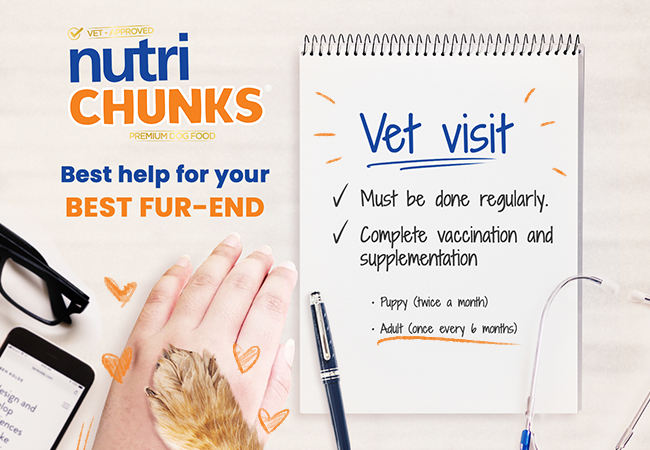 VET - APPROVED
nutri
CHUNKS
PREMIUM DOG FOOD
Best help for your
BEST FUR-END
Vet visit
✓ Must be done regularly.
✓ Complete vaccination and
supplementation
• Puppy (twice a month)
• Adult (once every 6 months)